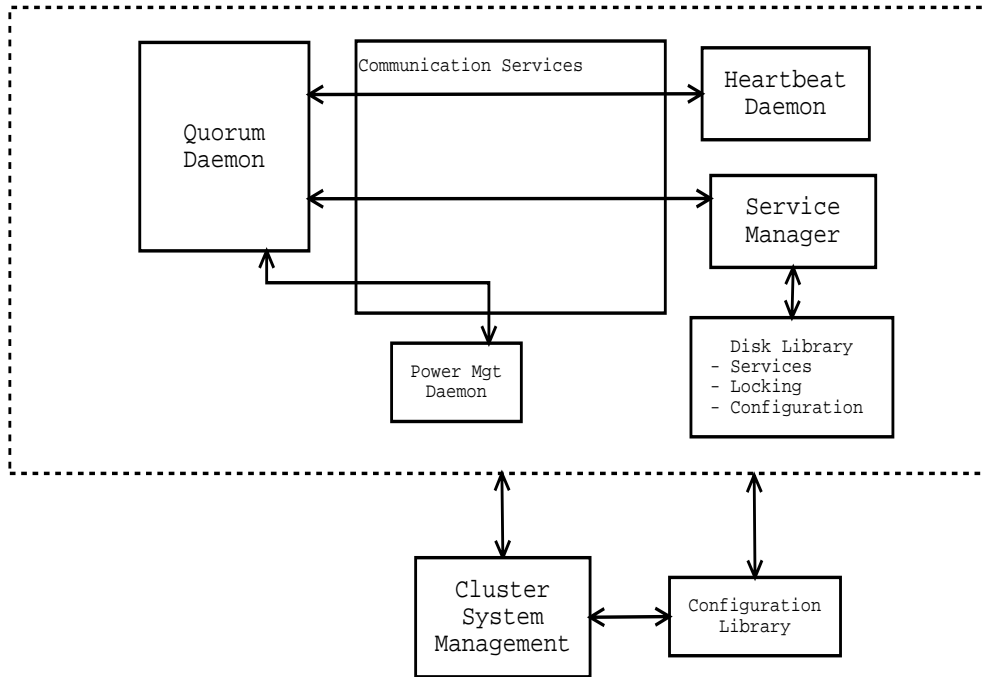 Communication Services
Quorum
Daemon
Heartbeat
Daemon
Service
Manager
Power Mgt
Daemon
Disk Library
- Services
- Locking
- Configuration
Cluster
System
Management
Configuration
Library